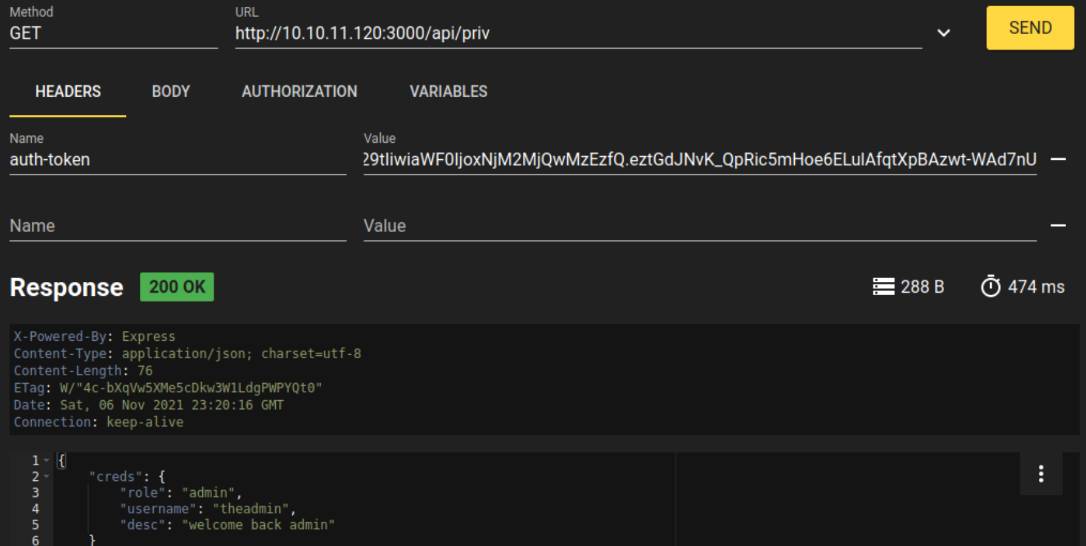 Method
URL
GET
http://10.10.11.120:3000/api/priv
SEND
HEADERS
BODY
AUTHORIZATION
VARIABLES
Name
Value
auth-token
29tIiwiaWF0IjoxNjM2MjQwMzEzfQ.eztGdJNvK_QpRic5mHoe6ELulAfqtXpBAzwt-WAd7nU
Name
Value
Response
200 OK
288 B
474 ms
X-Powered-By: Express
Content-Type: application/json; charset=utf-8
Content-Length: 76
ETag: W/"4c-bXqVw5XMe5cDkw3W1LdgPWPYQt0"
Date: Sat, 06 Nov 2021 23:20:16 GMT
Connection: keep-alive
1 {
2 "creds": {
3 "role": "admin",
4 "username": "theadmin",
5 "desc": "welcome back admin"
6 }